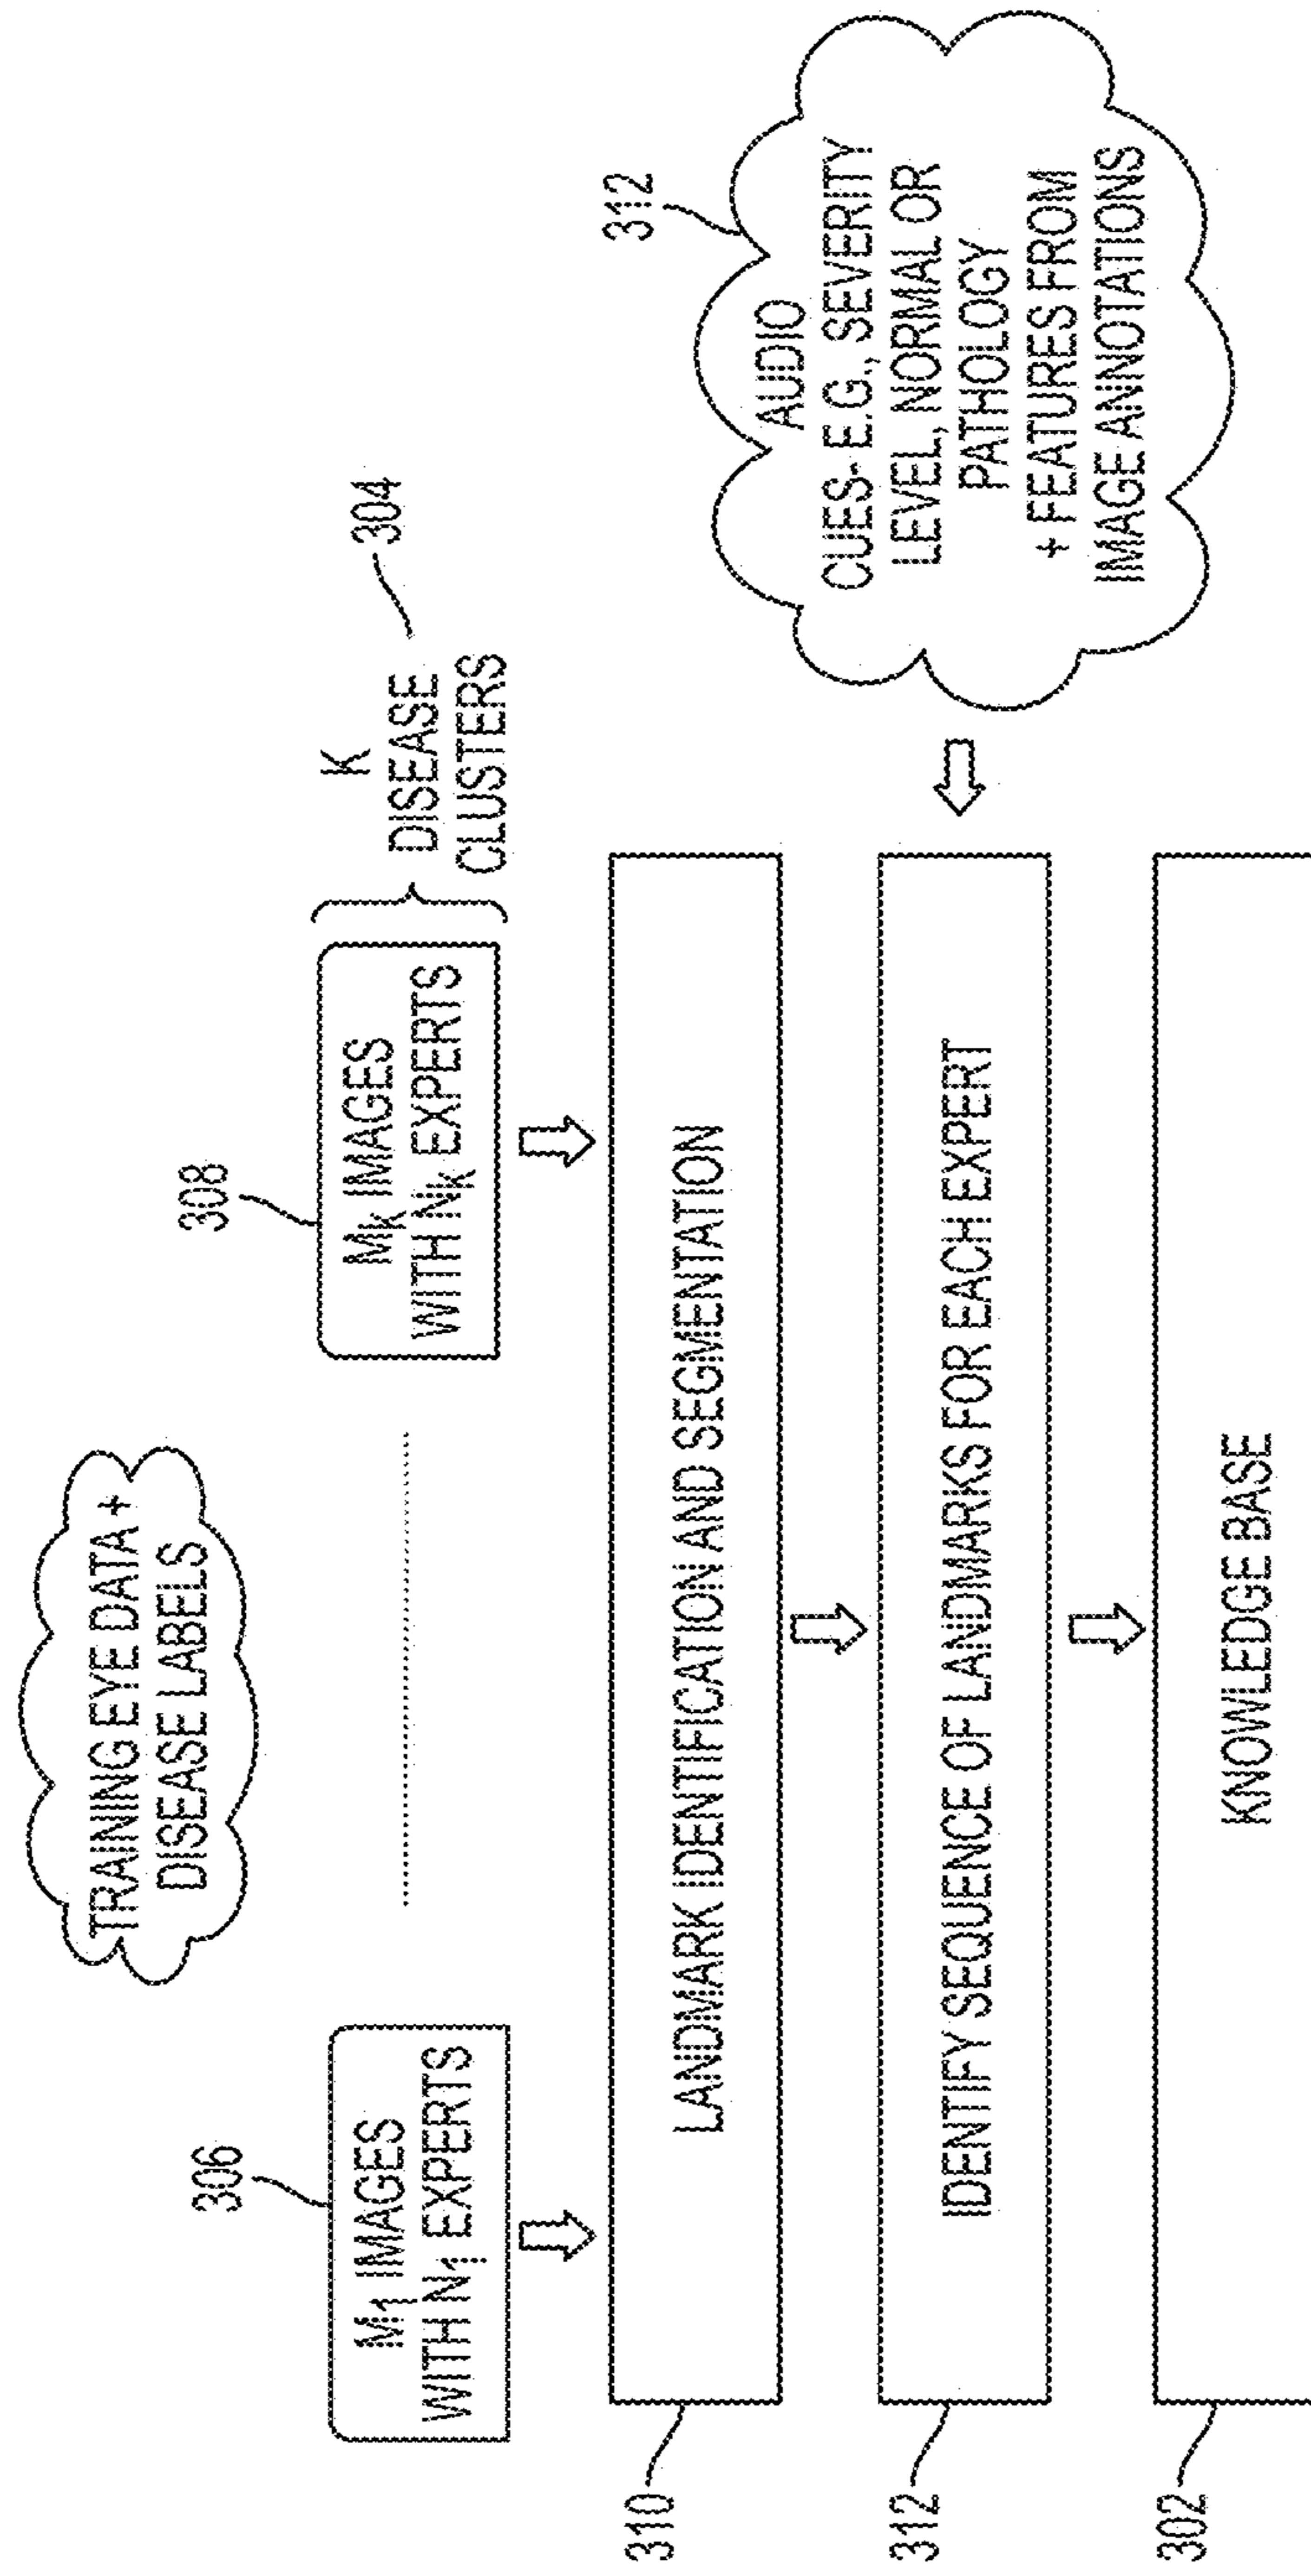 TRAINING EYE DATA +
DISEASE LABELS
306
M1 IMAGES
WITH N1 EXPERTS
308
MK IMAGES
WITH NK EXPERTS
K
DISEASE
CLUSTERS
304
310
LANDMARK IDENTIFICATION AND SEGMENTATION
312
IDENTIFY SEQUENCE OF LANDMARKS FOR EACH EXPERT
312
AUDIO
CUES- E.G., SEVERITY
LEVEL, NORMAL OR
PATHOLOGY
+ FEATURES FROM
IMAGE ANNOTATIONS
302
KNOWLEDGE BASE